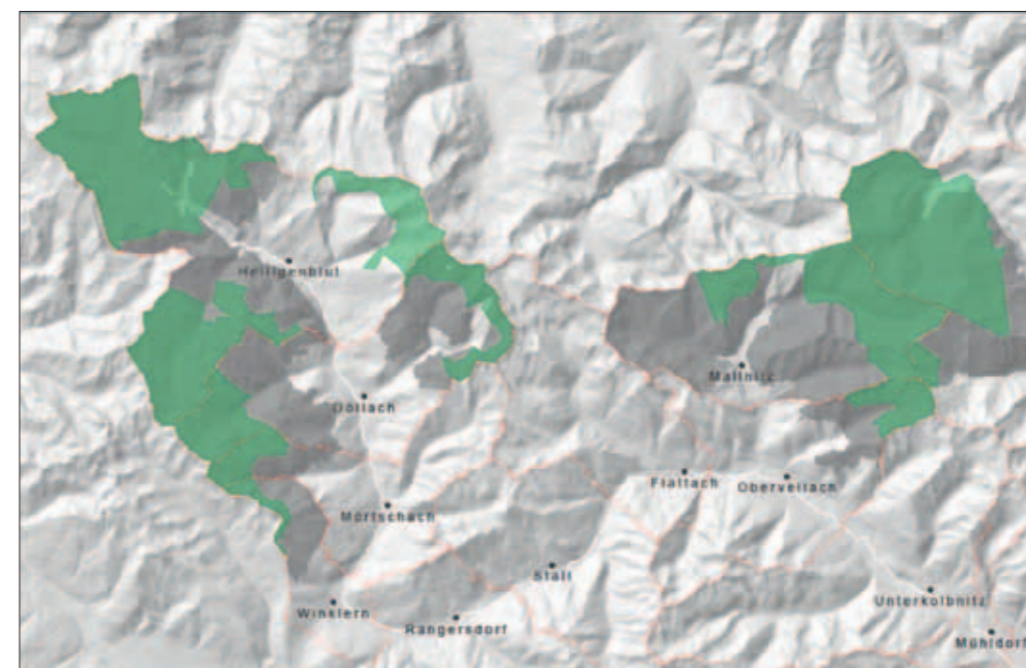 Heiligenblut
Mallnitz
Döllach
Flattach
Obervellach
Mörtschach
Stall
Winklern
Rangersdorf
Unterkolbnitz
Mühldorf